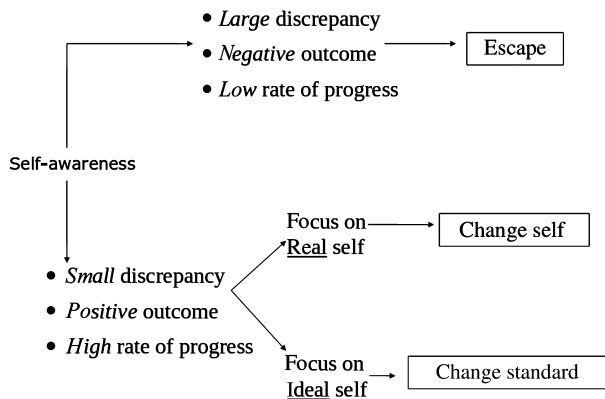 • Large discrepancy
• Negative outcome
• Low rate of progress
Escape
Self-awareness
• Small discrepancy
• Positive outcome
• High rate of progress
Focus on
Real self
Change self
Focus on
Ideal self
Change standard